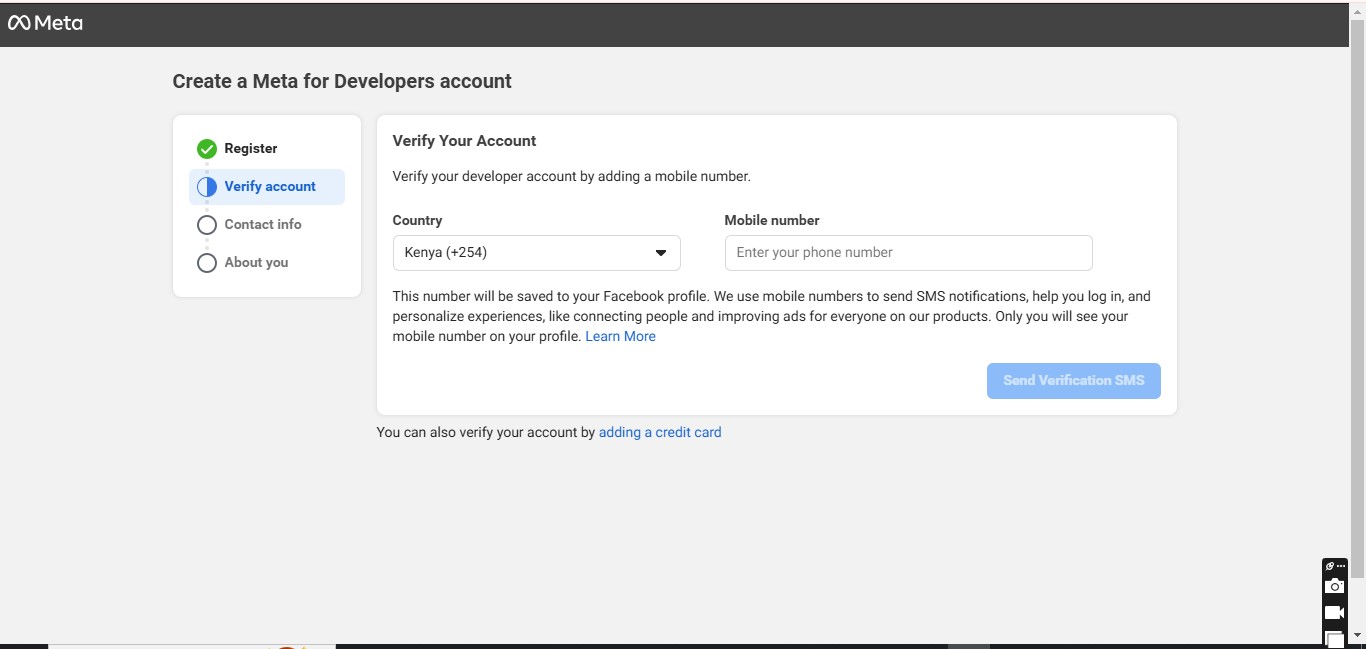 Meta
Create a Meta for Developers account
Register
Verify account
Contact info
About you
Verify Your Account
Verify your developer account by adding a mobile number.
Country
Mobile number
Kenya (+254)
Enter your phone number
This number will be saved to your Facebook profile. We use mobile numbers to send SMS notifications, help you log in, and
personalize experiences, like connecting people and improving ads for everyone on our products. Only you will see your
mobile number on your profile. Learn More
Send Verification SMS
You can also verify your account by adding a credit card